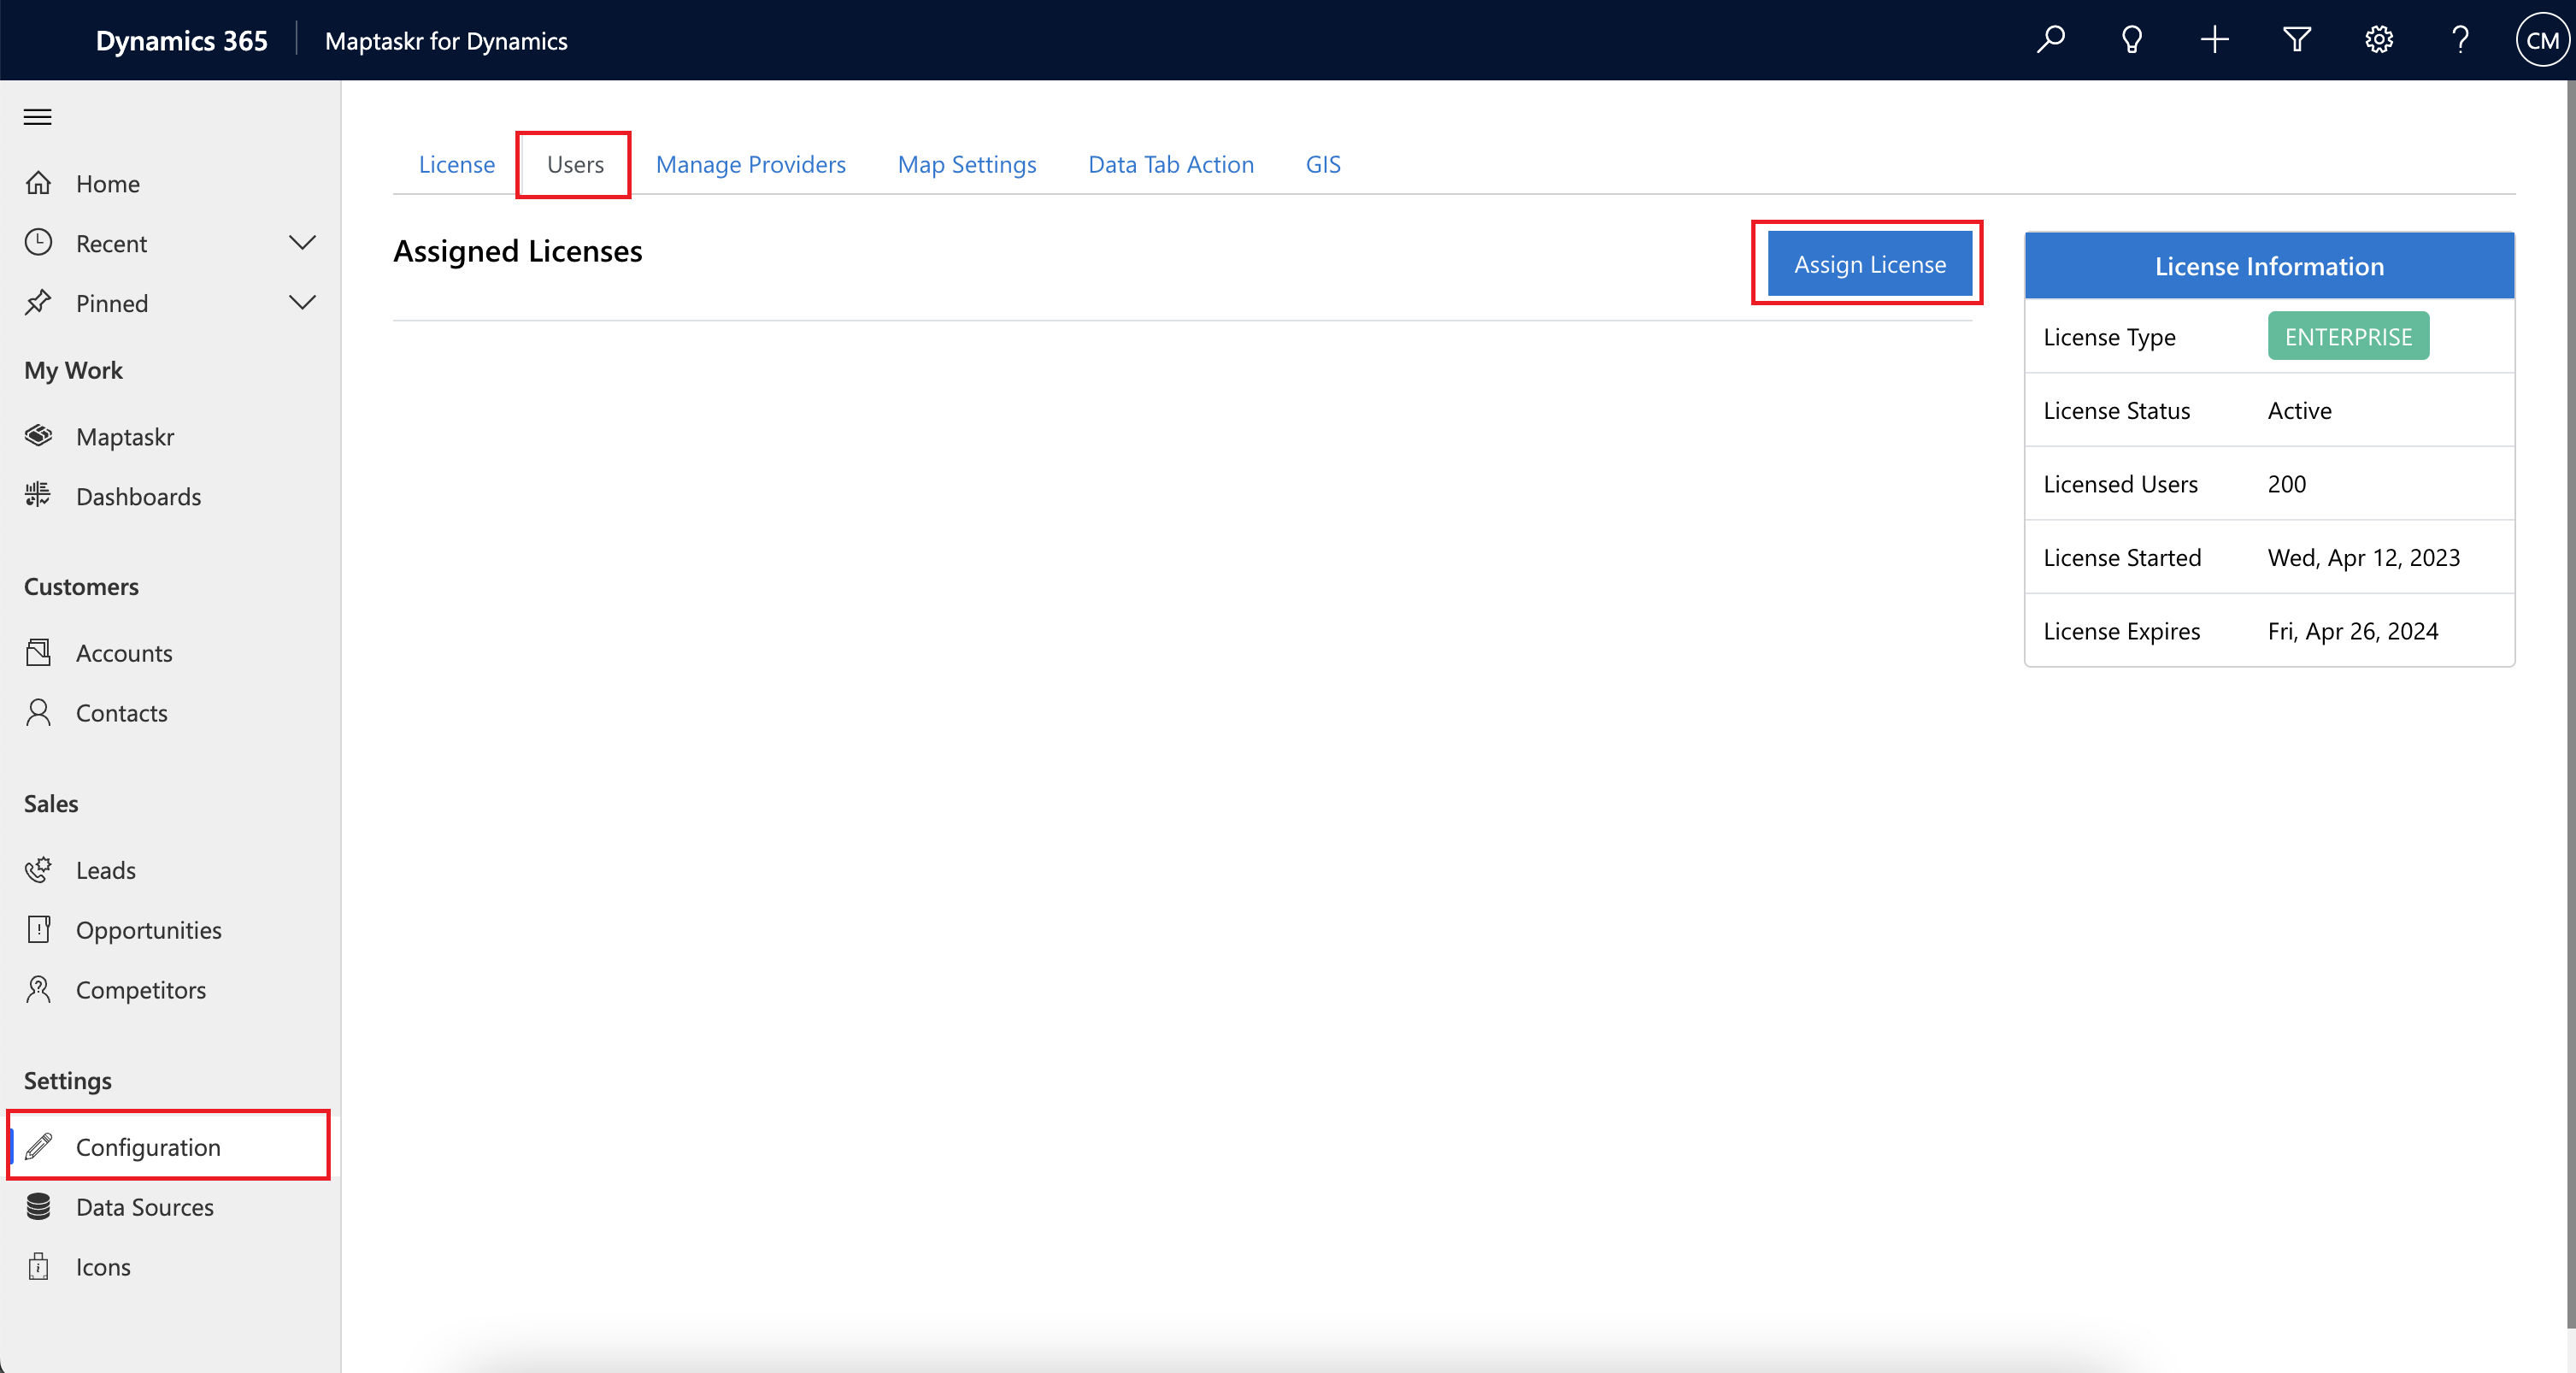 Dynamics 365 Maptaskr for Dynamics CM
Home
Recent
Pinned
My Work
Maptaskr
Dashboards
Customers
Accounts
Contacts
Sales
Leads
Opportunities
Competitors
Settings
Configuration
Data Sources
Icons
License Users Manage Providers Map Settings Data Tab Action GIS
Assigned Licenses
Assign License
License Information
License Type ENTERPRISE
License Status Active
Licensed Users 200
License Started Wed, Apr 12, 2023
License Expires Fri, Apr 26, 2024